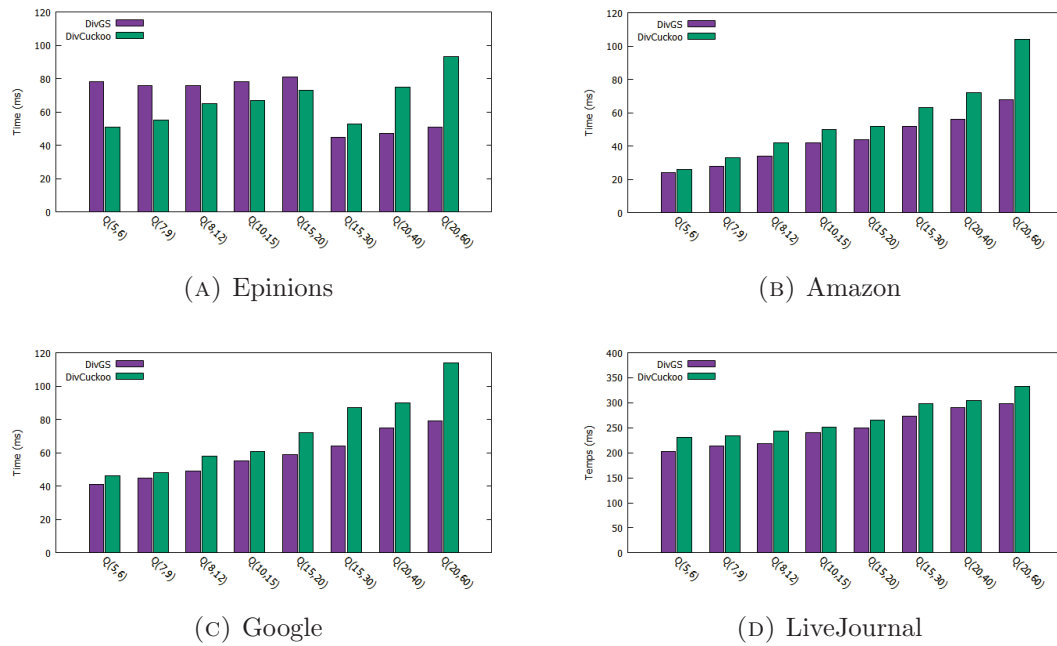 DivGS
DivCuckoo
Time (ms)
120
100
80
60
40
20
0
Q(5,6) Q(7,9) Q(8,12) Q(10,15) Q(15,20) Q(15,30) Q(20,40) Q(20,60)
(A) Epinions
DivGS
DivCuckoo
Time (ms)
120
100
80
60
40
20
0
Q(5,6) Q(7,9) Q(8,12) Q(10,15) Q(15,20) Q(15,30) Q(20,40) Q(20,60)
(B) Amazon
DivGS
DivCuckoo
Time (ms)
120
100
80
60
40
20
0
Q(5,6) Q(7,9) Q(8,12) Q(10,15) Q(15,20) Q(15,30) Q(20,40) Q(20,60)
(C) Google
DivGS
DivCuckoo
Temps (ms)
400
350
300
250
200
150
100
50
0
Q(5,6) Q(7,9) Q(8,12) Q(10,15) Q(15,20) Q(15,30) Q(20,40) Q(20,60)
(D) LiveJournal